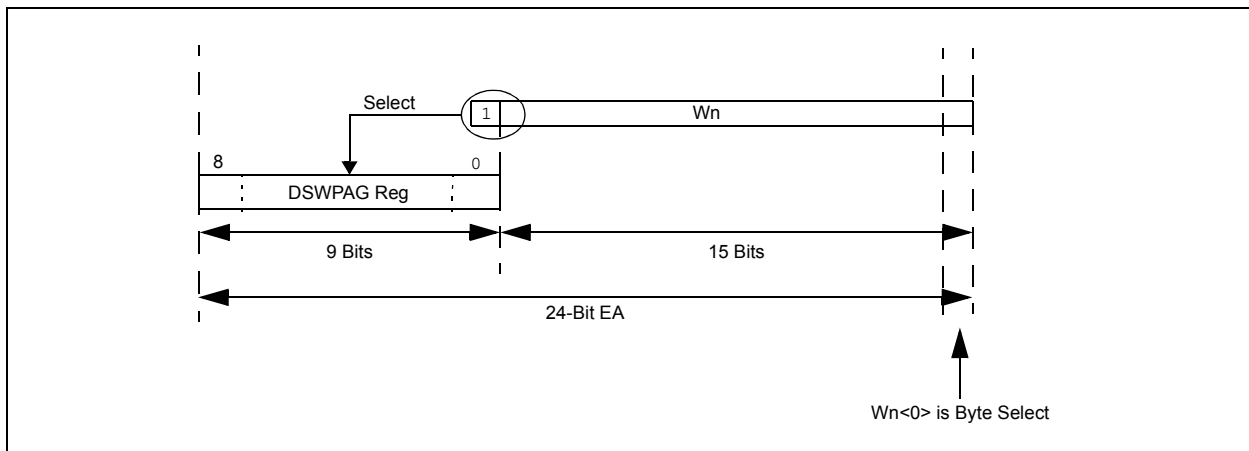 Select
1
Wn
8
0
DSWPAG Reg
9 Bits
15 Bits
24-Bit EA
Wn<0> is Byte Select